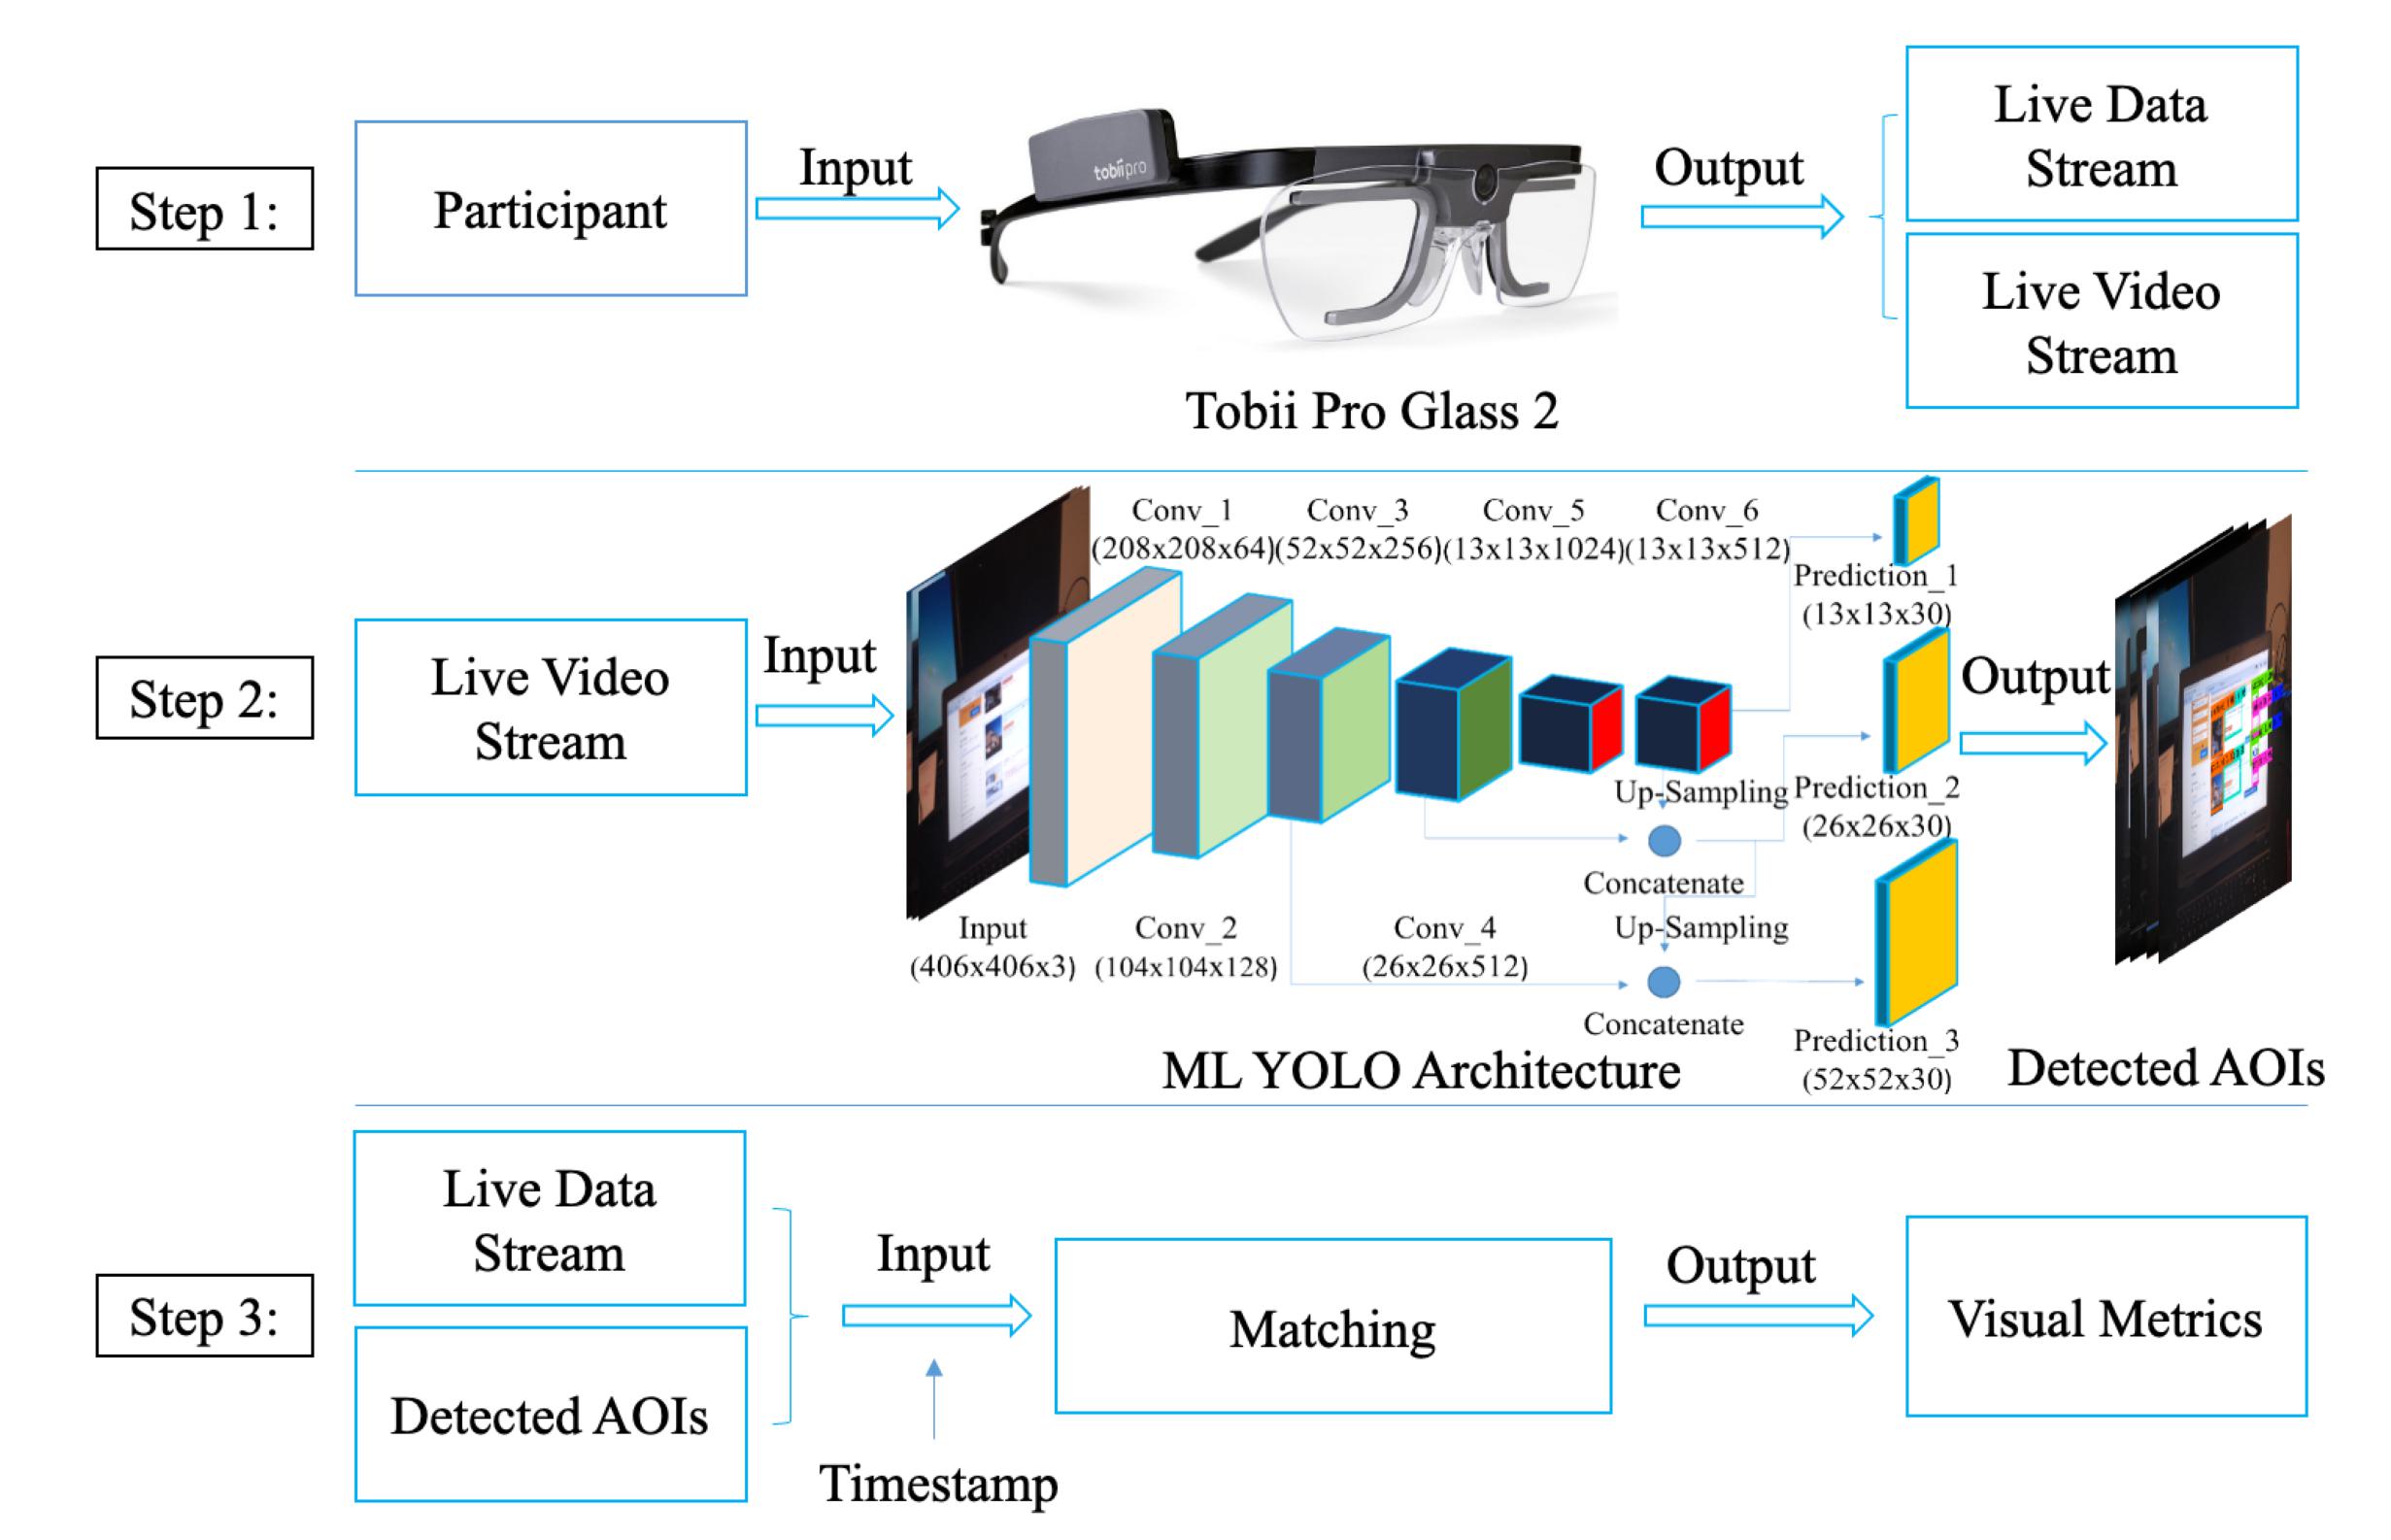 Step 1:
Participant
Input
tobii pro
Tobii Pro Glass 2
Output
Live Data
Stream
Live Video
Stream
Step 2:
Live Video
Stream
Input
Conv_1
(208x208x64)
Conv_3
(52x52x256)
Conv_5
(13x13x1024)
Conv_6
(13x13x512)
Input
(406x406x3)
Conv_2
(104x104x128)
Conv_4
(26x26x512)
Up-Sampling
Concatenate
Up-Sampling
Concatenate
Prediction_1
(13x13x30)
Prediction_2
(26x26x30)
Prediction_3
(52x52x30)
ML YOLO Architecture
Output
Detected AOIs
Step 3:
Live Data
Stream
Detected AOIs
Input
Timestamp
Matching
Output
Visual Metrics